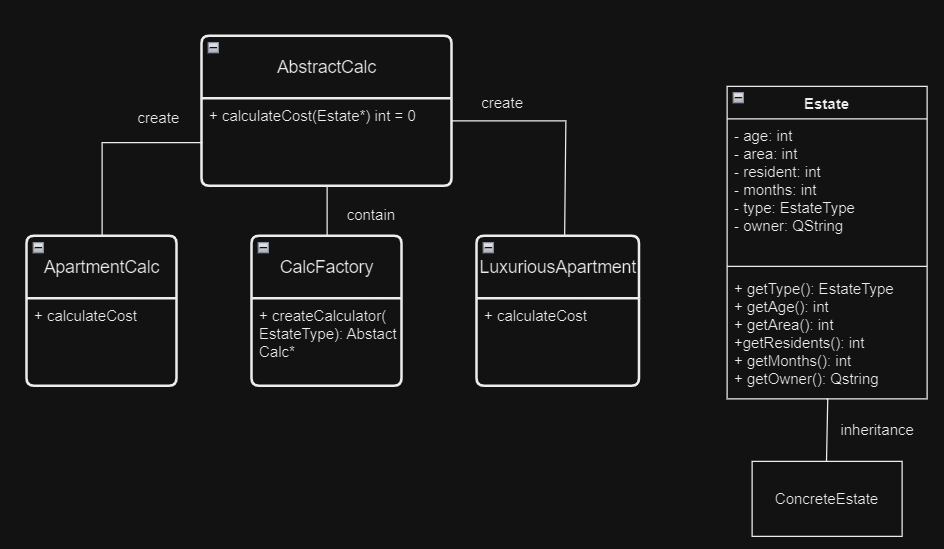 AbstractCalc
+ calculateCost(Estate*) int = 0
create
create
contain
ApartmentCalc
+ calculateCost
CalcFactory
+ createCalculator(
EstateType): Abstact
Calc*
LuxuriousApartment
+ calculateCost
Estate
- age: int
- area: int
- resident: int
- months: int
- type: EstateType
- owner: QString
+ getType(): EstateType
+ getAge(): int
+ getArea(): int
+getResidents(): int
+ getMonths(): int
+ getOwner(): Qstring
inheritance
ConcreteEstate